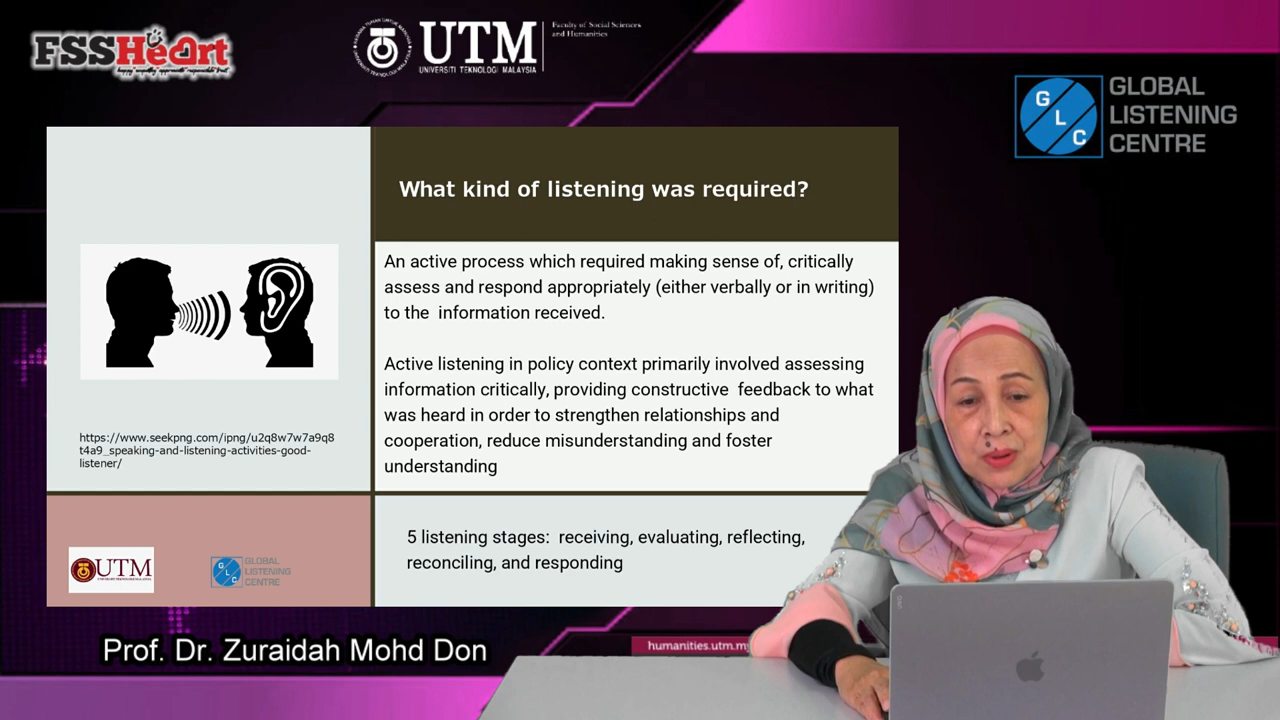 FSSHeart
UTM
UNIVERSITI TEKNOLOGI MALAYSIA
Faculty of Social Sciences
and Humanities
GLC
GLOBAL
LISTENING
CENTRE
What kind of listening was required?
An active process which required making sense of, critically
assess and respond appropriately (either verbally or in writing)
to the information received.
Active listening in policy context primarily involved assessing
information critically, providing constructive feedback to what
was heard in order to strengthen relationships and
cooperation, reduce misunderstanding and foster
understanding
https://www.seekpng.com/ipng/u2q8w7w7a9q8
t4a9_speaking-and-listening-activities-good-
listener/
5 listening stages: receiving, evaluating, reflecting,
reconciling, and responding
UTM
UNIVERSITI TEKNOLOGI MALAYSIA
GLC
GLOBAL
LISTENING
CENTRE
Prof. Dr. Zuraidah Mohd Don
humanities.utm.my